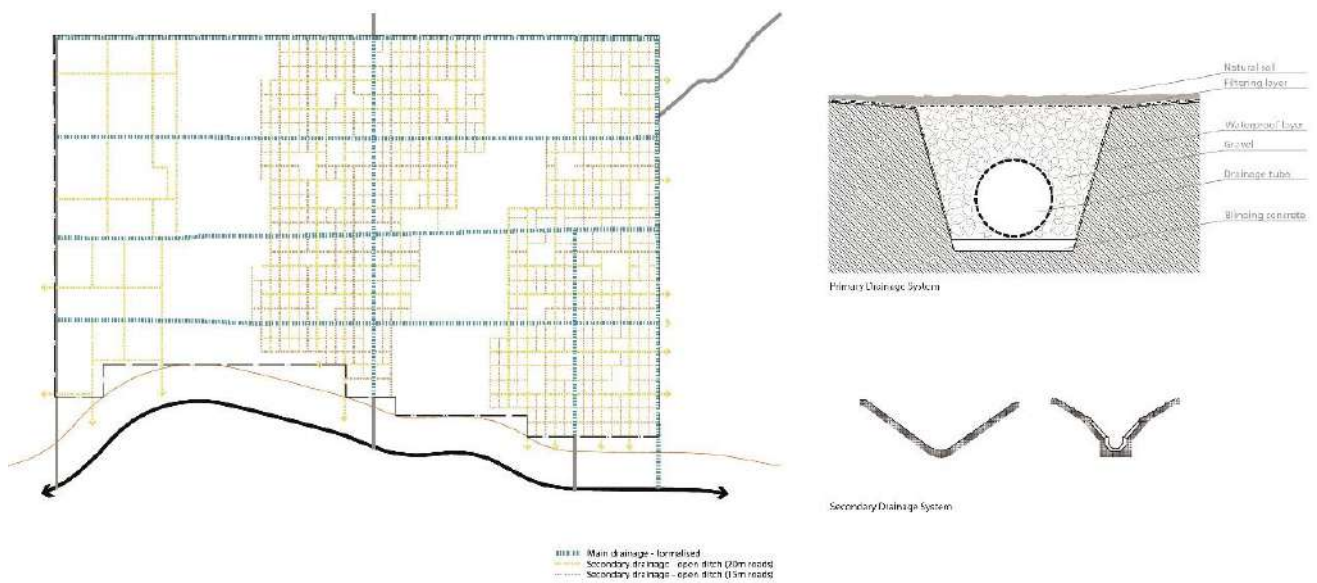 Natural soil
Filtering layer
Waterproof layer
Gravel
Drainage tube
Blinding concrete
Primary Drainage System
Secondary Drainage System
Main drainage - formalised
Secondary drainage - open ditch (20m roads)
Secondary drainage - open ditch (15m roads)